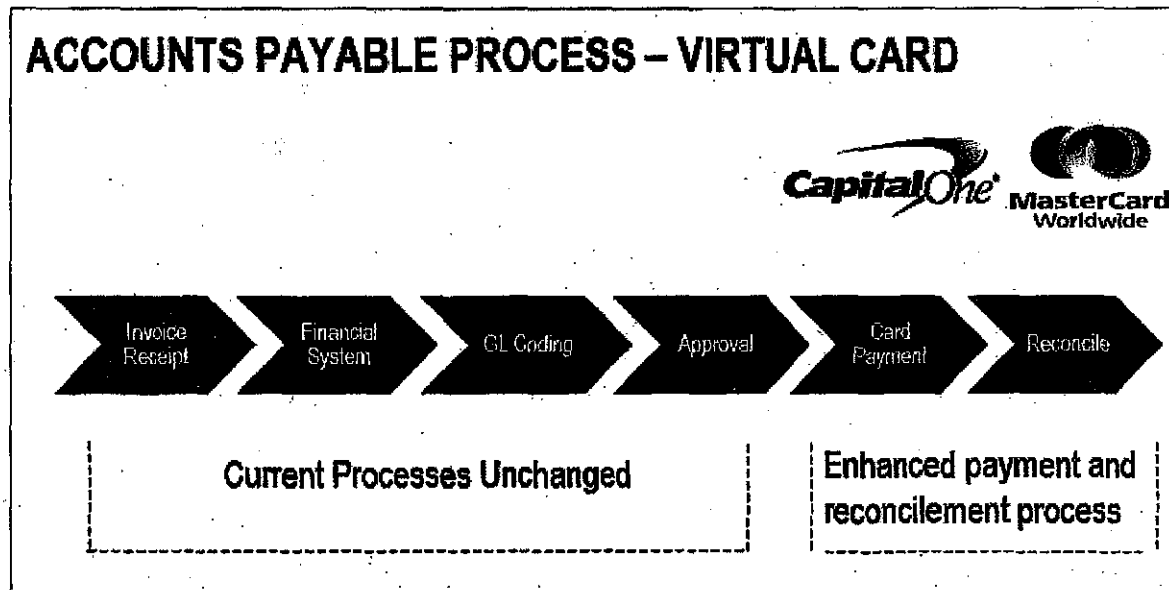 ACCOUNTS PAYABLE PROCESS – VIRTUAL CARD
CapitalOne®
MasterCard
Worldwide
Invoice
Receipt
Financial
System
GL Coding
Approval
Card
Payment
Reconcile
Current Processes Unchanged
Enhanced payment and
reconcilement process